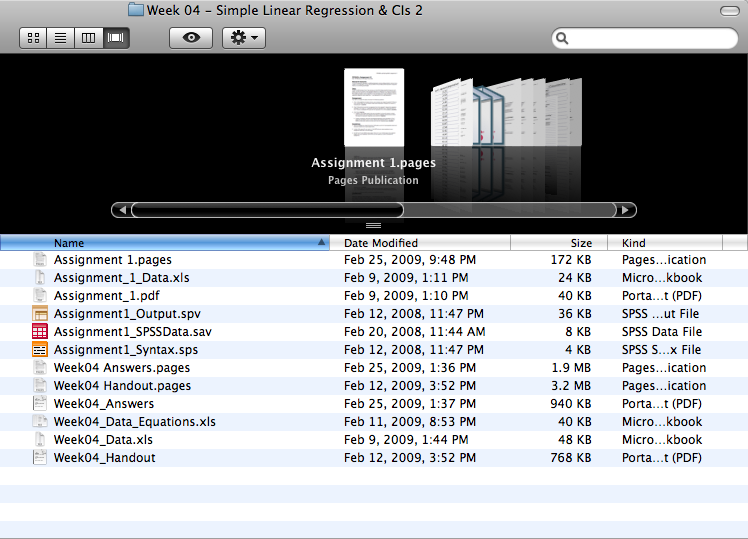 Week 04 – Simple Linear Regression & CIs 2
Assignment 1.pages
Pages Publication
Name Date Modified Size Kind
Assignment 1.pages Feb 25, 2009, 9:48 PM 172 KB Pages...ication
Assignment_1_Data.xls Feb 9, 2009, 1:11 PM 24 KB Micro...kbook
Assignment_1.pdf Feb 9, 2009, 1:10 PM 40 KB Porta...t (PDF)
Assignment1_Output.spv Feb 12, 2008, 11:47 PM 36 KB SPSS ...ut File
Assignment1_SPSSData.sav Feb 20, 2008, 11:44 AM 8 KB SPSS Data File
Assignment1_Syntax.sps Feb 12, 2008, 11:47 PM 4 KB SPSS S...x File
Week04 Answers.pages Feb 25, 2009, 1:36 PM 1.9 MB Pages...ication
Week04 Handout.pages Feb 12, 2009, 3:52 PM 3.2 MB Pages...ication
Week04_Answers Feb 25, 2009, 1:37 PM 940 KB Porta...t (PDF)
Week04_Data_Equations.xls Feb 11, 2009, 8:53 PM 40 KB Micro...kbook
Week04_Data.xls Feb 9, 2009, 1:44 PM 48 KB Micro...kbook
Week04_Handout Feb 12, 2009, 3:52 PM 768 KB Porta...t (PDF)